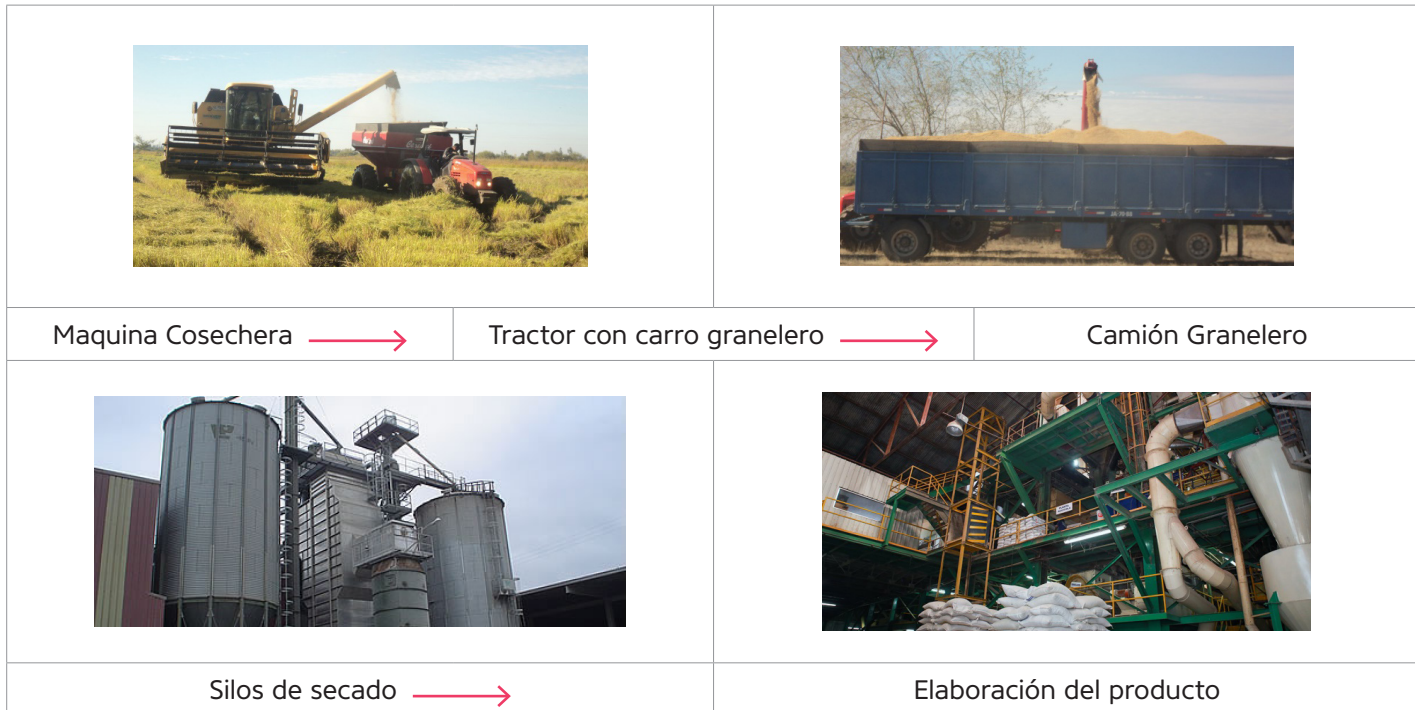 Maquina Cosechera
Tractor con carro granelero
Camión Granelero
Silos de secado
Elaboración del producto